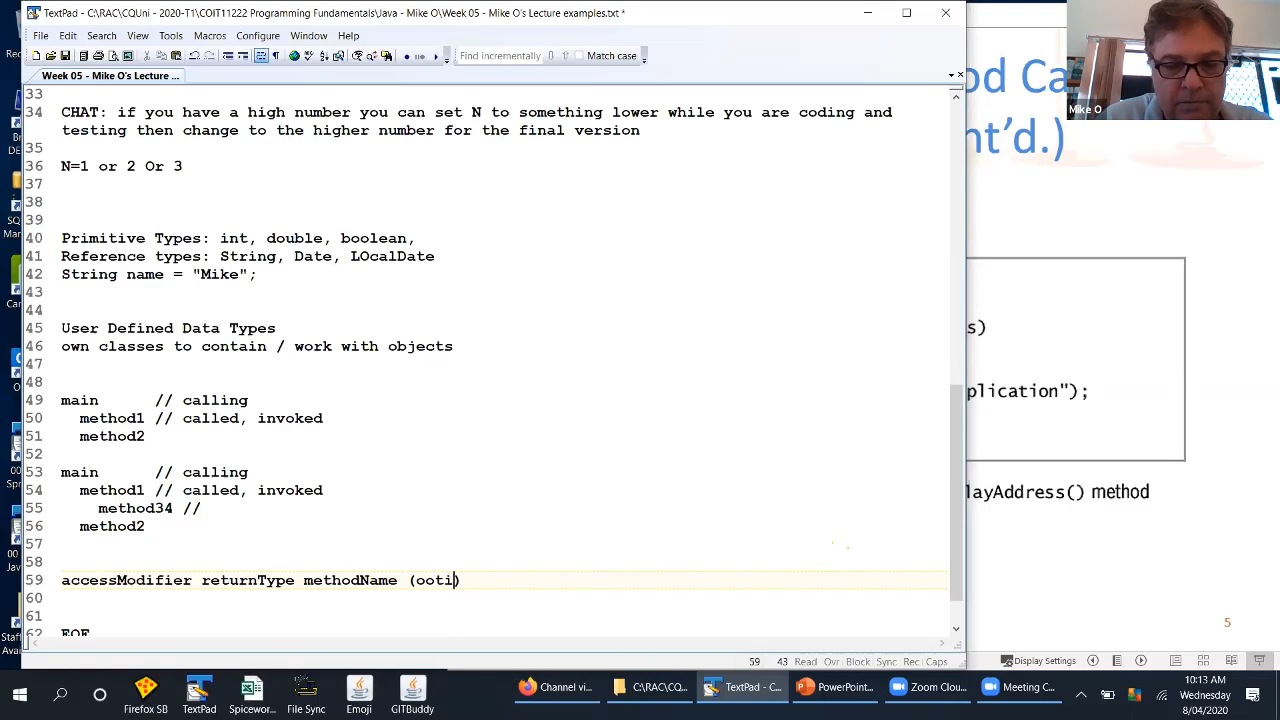 TextPad - C:\RAC\CQUni - 2020-T1\COIT11222 Programming Fundamentals\Java - Mike O\Week 05 - Mike O's Lecture examples.txt *
File Edit Search View Tools Macros Configure Window Help
Find incrementally Match case
Week 05 - Mike O's Lecture ...
33
34 CHAT: if you have a high number you can set N to something lower while you are coding and
testing then change to the higher number for the final version
35
36 N=1 or 2 Or 3
37
38
39
40 Primitive Types: int, double, boolean,
41 Reference types: String, Date, LOcalDate
42 String name = "Mike";
43
44
45 User Defined Data Types
46 own classes to contain / work with objects
47
48
49 main // calling
50 method1 // called, invoked
51 method2
52
53 main // calling
54 method1 // called, invoked
55 method34 //
56 method2
57
58
59 accessModifier returnType methodName (ooti)
60
61
62 EOF
59 43 Read Ovr Block Sync Rec Caps
Mike O
od Ca
nt'd.)
s)
plication");
layAddress() method
5
Display Settings
Firefox SB
TextPad
Spicewor...
File Sync
Emoji
GITBuddy
Channel vi...
C:\RAC\CQ...
TextPad - C...
PowerPoint...
Zoom Clou...
Meeting C...
10:13 AM
Wednesday
8/04/2020